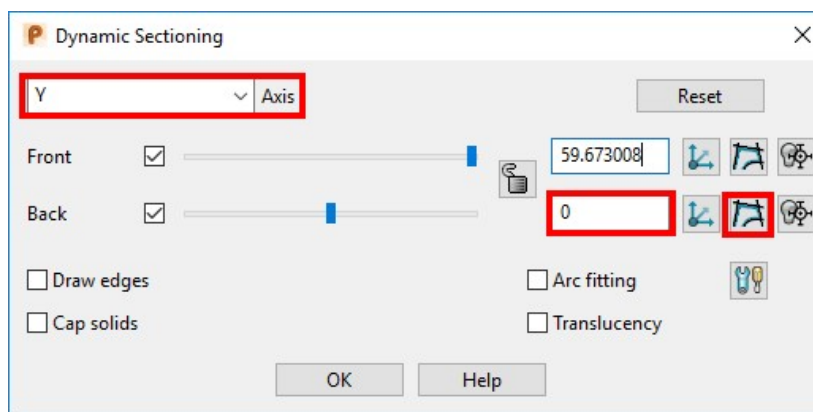 Dynamic Sectioning
Y Axis Reset
Front 59.673008
Back 0
Draw edges Arc fitting
Cap solids Translucency
OK Help